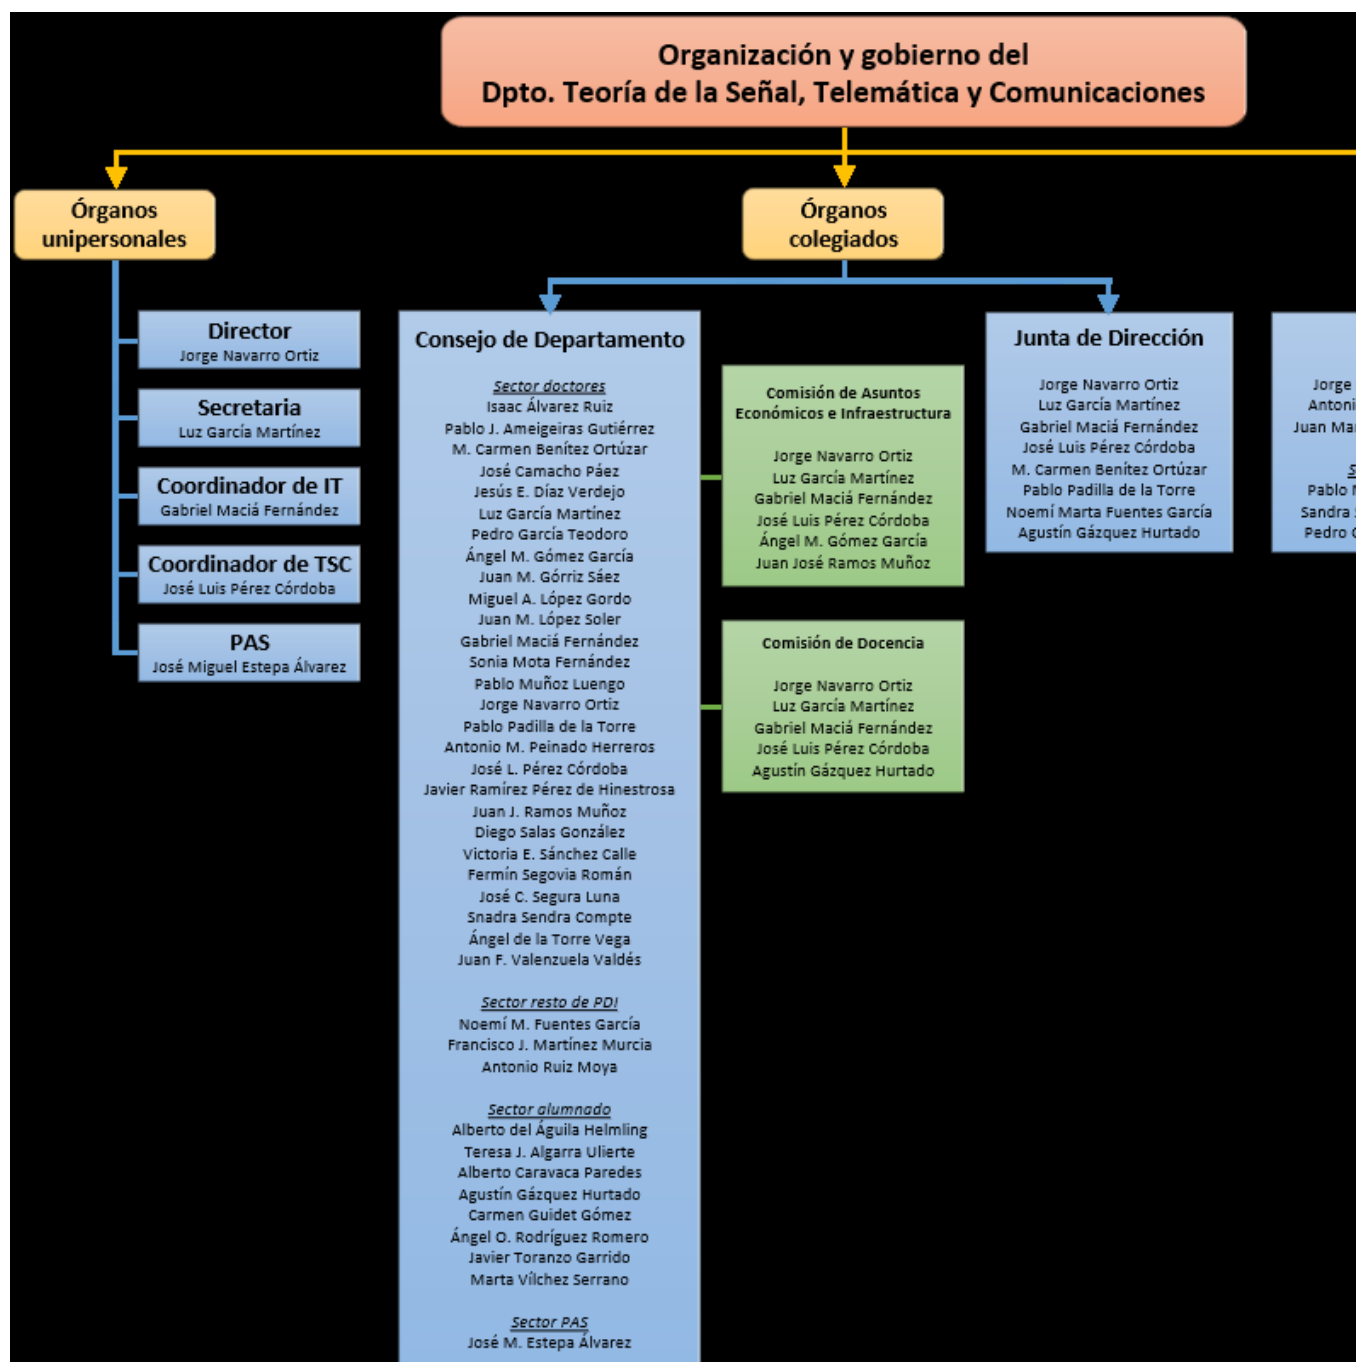 Organización y gobierno del
Dpto. Teoría de la Señal, Telemática y Comunicaciones
Órganos
unipersonales
Director
Jorge Navarro Ortiz
Secretaria
Luz García Martínez
Coordinador de IT
Gabriel Maciá Fernández
Coordinador de TSC
José Luis Pérez Córdoba
PAS
José Miguel Estepa Álvarez
Órganos
colegiados
Consejo de Departamento
Sector doctores
Isaac Álvarez Ruiz
Pablo J. Ameigeiras Gutiérrez
M. Carmen Benítez Ortúzar
José Camacho Páez
Jesús E. Díaz Verdejo
Luz García Martínez
Pedro García Teodoro
Ángel M. Gómez García
Juan M. Górriz Sáez
Miguel A. López Gordo
Juan M. López Soler
Gabriel Maciá Fernández
Sonia Mota Fernández
Pablo Muñoz Luengo
Jorge Navarro Ortiz
Pablo Padilla de la Torre
Antonio M. Peinado Herreros
José L. Pérez Córdoba
Javier Ramírez Pérez de Hinestrosa
Juan J. Ramos Muñoz
Diego Salas González
Victoria E. Sánchez Calle
Fermín Segovia Román
José C. Segura Luna
Snadra Sendra Compte
Ángel de la Torre Vega
Juan F. Valenzuela Valdés
Sector resto de PDI
Noemí M. Fuentes García
Francisco J. Martínez Murcia
Antonio Ruiz Moya
Sector alumnado
Alberto del Águila Helmling
Teresa J. Algarra Ulierte
Alberto Caravaca Paredes
Agustín Gázquez Hurtado
Carmen Guidet Gómez
Ángel O. Rodríguez Romero
Javier Toranzo Garrido
Marta Vílchez Serrano
Sector PAS
José M. Estepa Álvarez
Comisión de Asuntos
Económicos e Infraestructura
Jorge Navarro Ortiz
Luz García Martínez
Gabriel Maciá Fernández
José Luis Pérez Córdoba
Ángel M. Gómez García
Juan José Ramos Muñoz
Comisión de Docencia
Jorge Navarro Ortiz
Luz García Martínez
Gabriel Maciá Fernández
José Luis Pérez Córdoba
Agustín Gázquez Hurtado
Junta de Dirección
Jorge Navarro Ortiz
Luz García Martínez
Gabriel Maciá Fernández
José Luis Pérez Córdoba
M. Carmen Benítez Ortúzar
Pablo Padilla de la Torre
Noemí Marta Fuentes García
Agustín Gázquez Hurtado
Jorge
Juan
Pablo
Sandra
Pedro